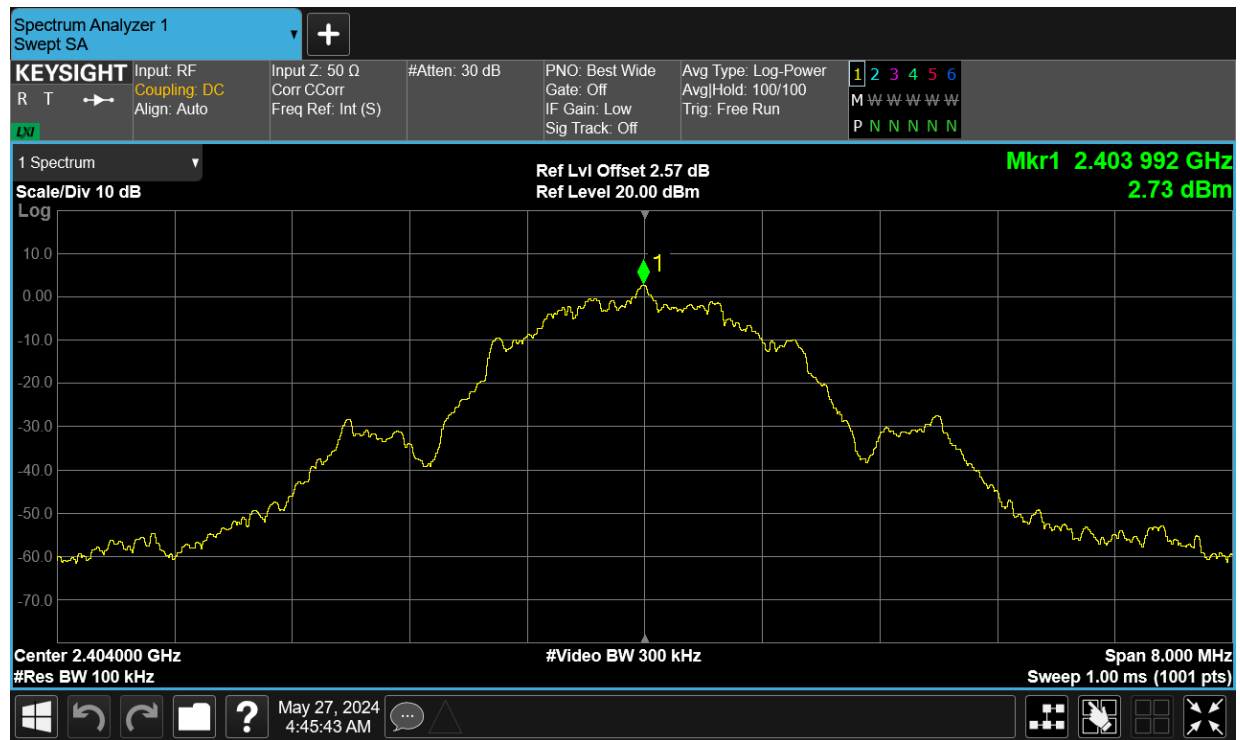 Spectrum Analyzer 1
Swept SA
KEYSIGHT
R T
LXI
Input: RF
Coupling: DC
Align: Auto
Input Z: 50 Ω
Corr CCorr
Freq Ref: Int (S)
#Atten: 30 dB
PNO: Best Wide
Gate: Off
IF Gain: Low
Sig Track: Off
Avg Type: Log-Power
Avg|Hold: 100/100
Trig: Free Run
1 2 3 4 5 6
M W W W W W
P N N N N N
1 Spectrum
Scale/Div 10 dB
Ref Lvl Offset 2.57 dB
Ref Level 20.00 dBm
Mkr1 2.403 992 GHz
2.73 dBm
Log
10.0
0.00
-10.0
-20.0
-30.0
-40.0
-50.0
-60.0
-70.0
1
Center 2.404000 GHz
#Res BW 100 kHz
#Video BW 300 kHz
Span 8.000 MHz
Sweep 1.00 ms (1001 pts)
?
May 27, 2024
4:45:43 AM